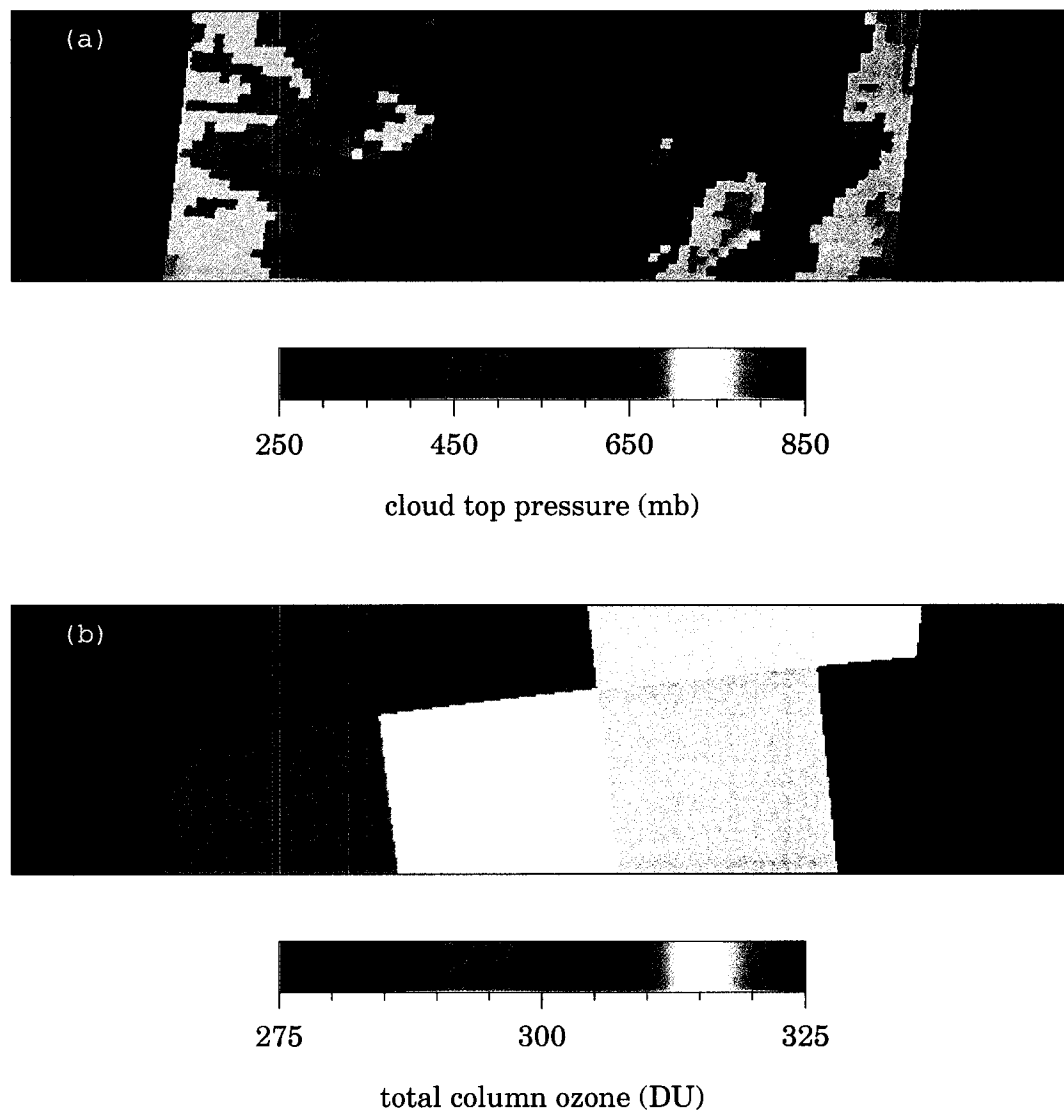 (a)
250 450 650 850
cloud top pressure (mb)
(b)
275 300 325
total column ozone (DU)